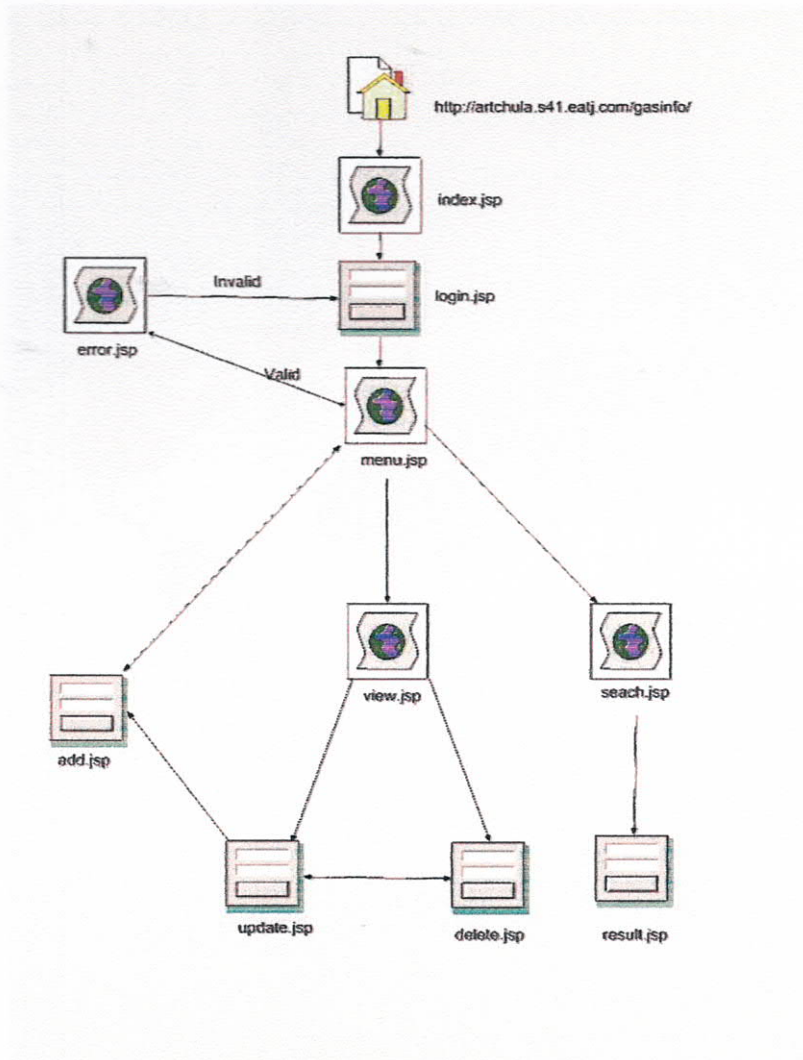 http://artchula.s41.eatj.com/gasinfo/
index.jsp
Invalid
login.jsp
error.jsp
Valid
menu.jsp
view.jsp
seach.jsp
add.jsp
update.jsp
delete.jsp
result.jsp